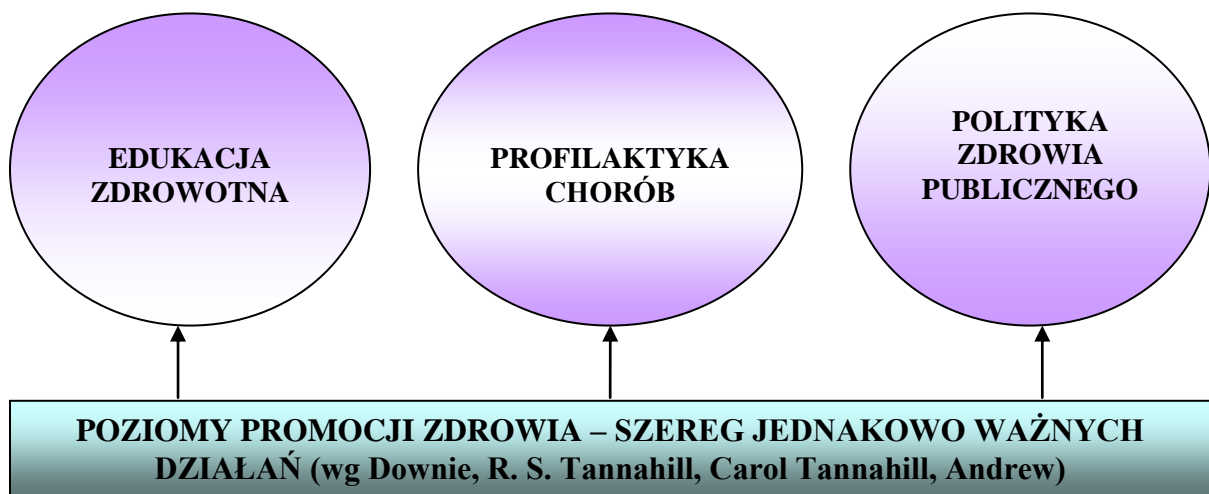 EDUKACJA
ZDROWOTNA
PROFILAKTYKA
CHORÓB
POLITYKA
ZDROWIA
PUBLICZNEGO
POZIOMY PROMOCJI ZDROWIA – SZEREG JEDNAKOWO WAŻNYCH
DZIAŁAŃ (wg Downie, R. S. Tannahill, Carol Tannahill, Andrew)